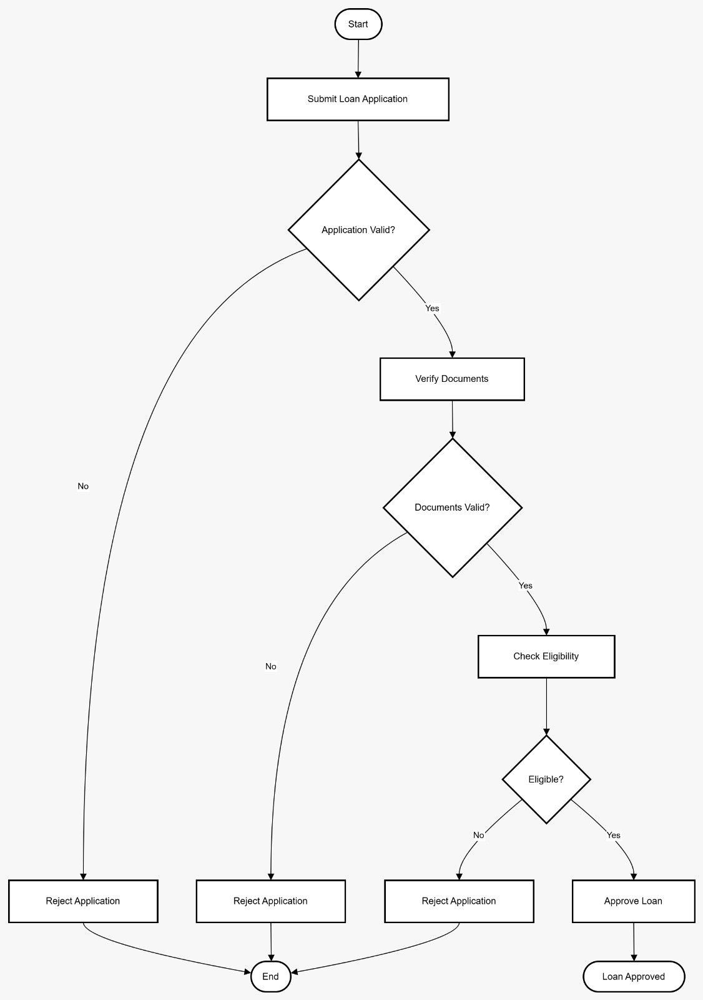 Start
Submit Loan Application
Application Valid?
Yes
Verify Documents
No
Documents Valid?
Yes
Check Eligibility
No
Eligible?
No
Yes
Reject Application
Reject Application
Reject Application
Approve Loan
End
Loan Approved